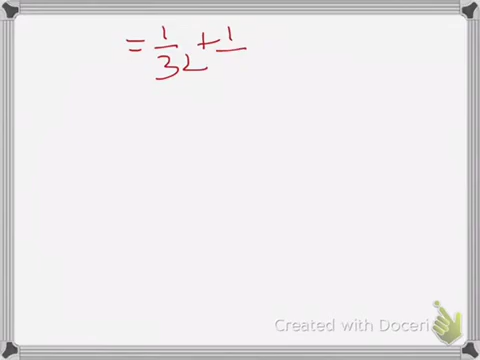 = 1/32 + 1/
Created with Doceri